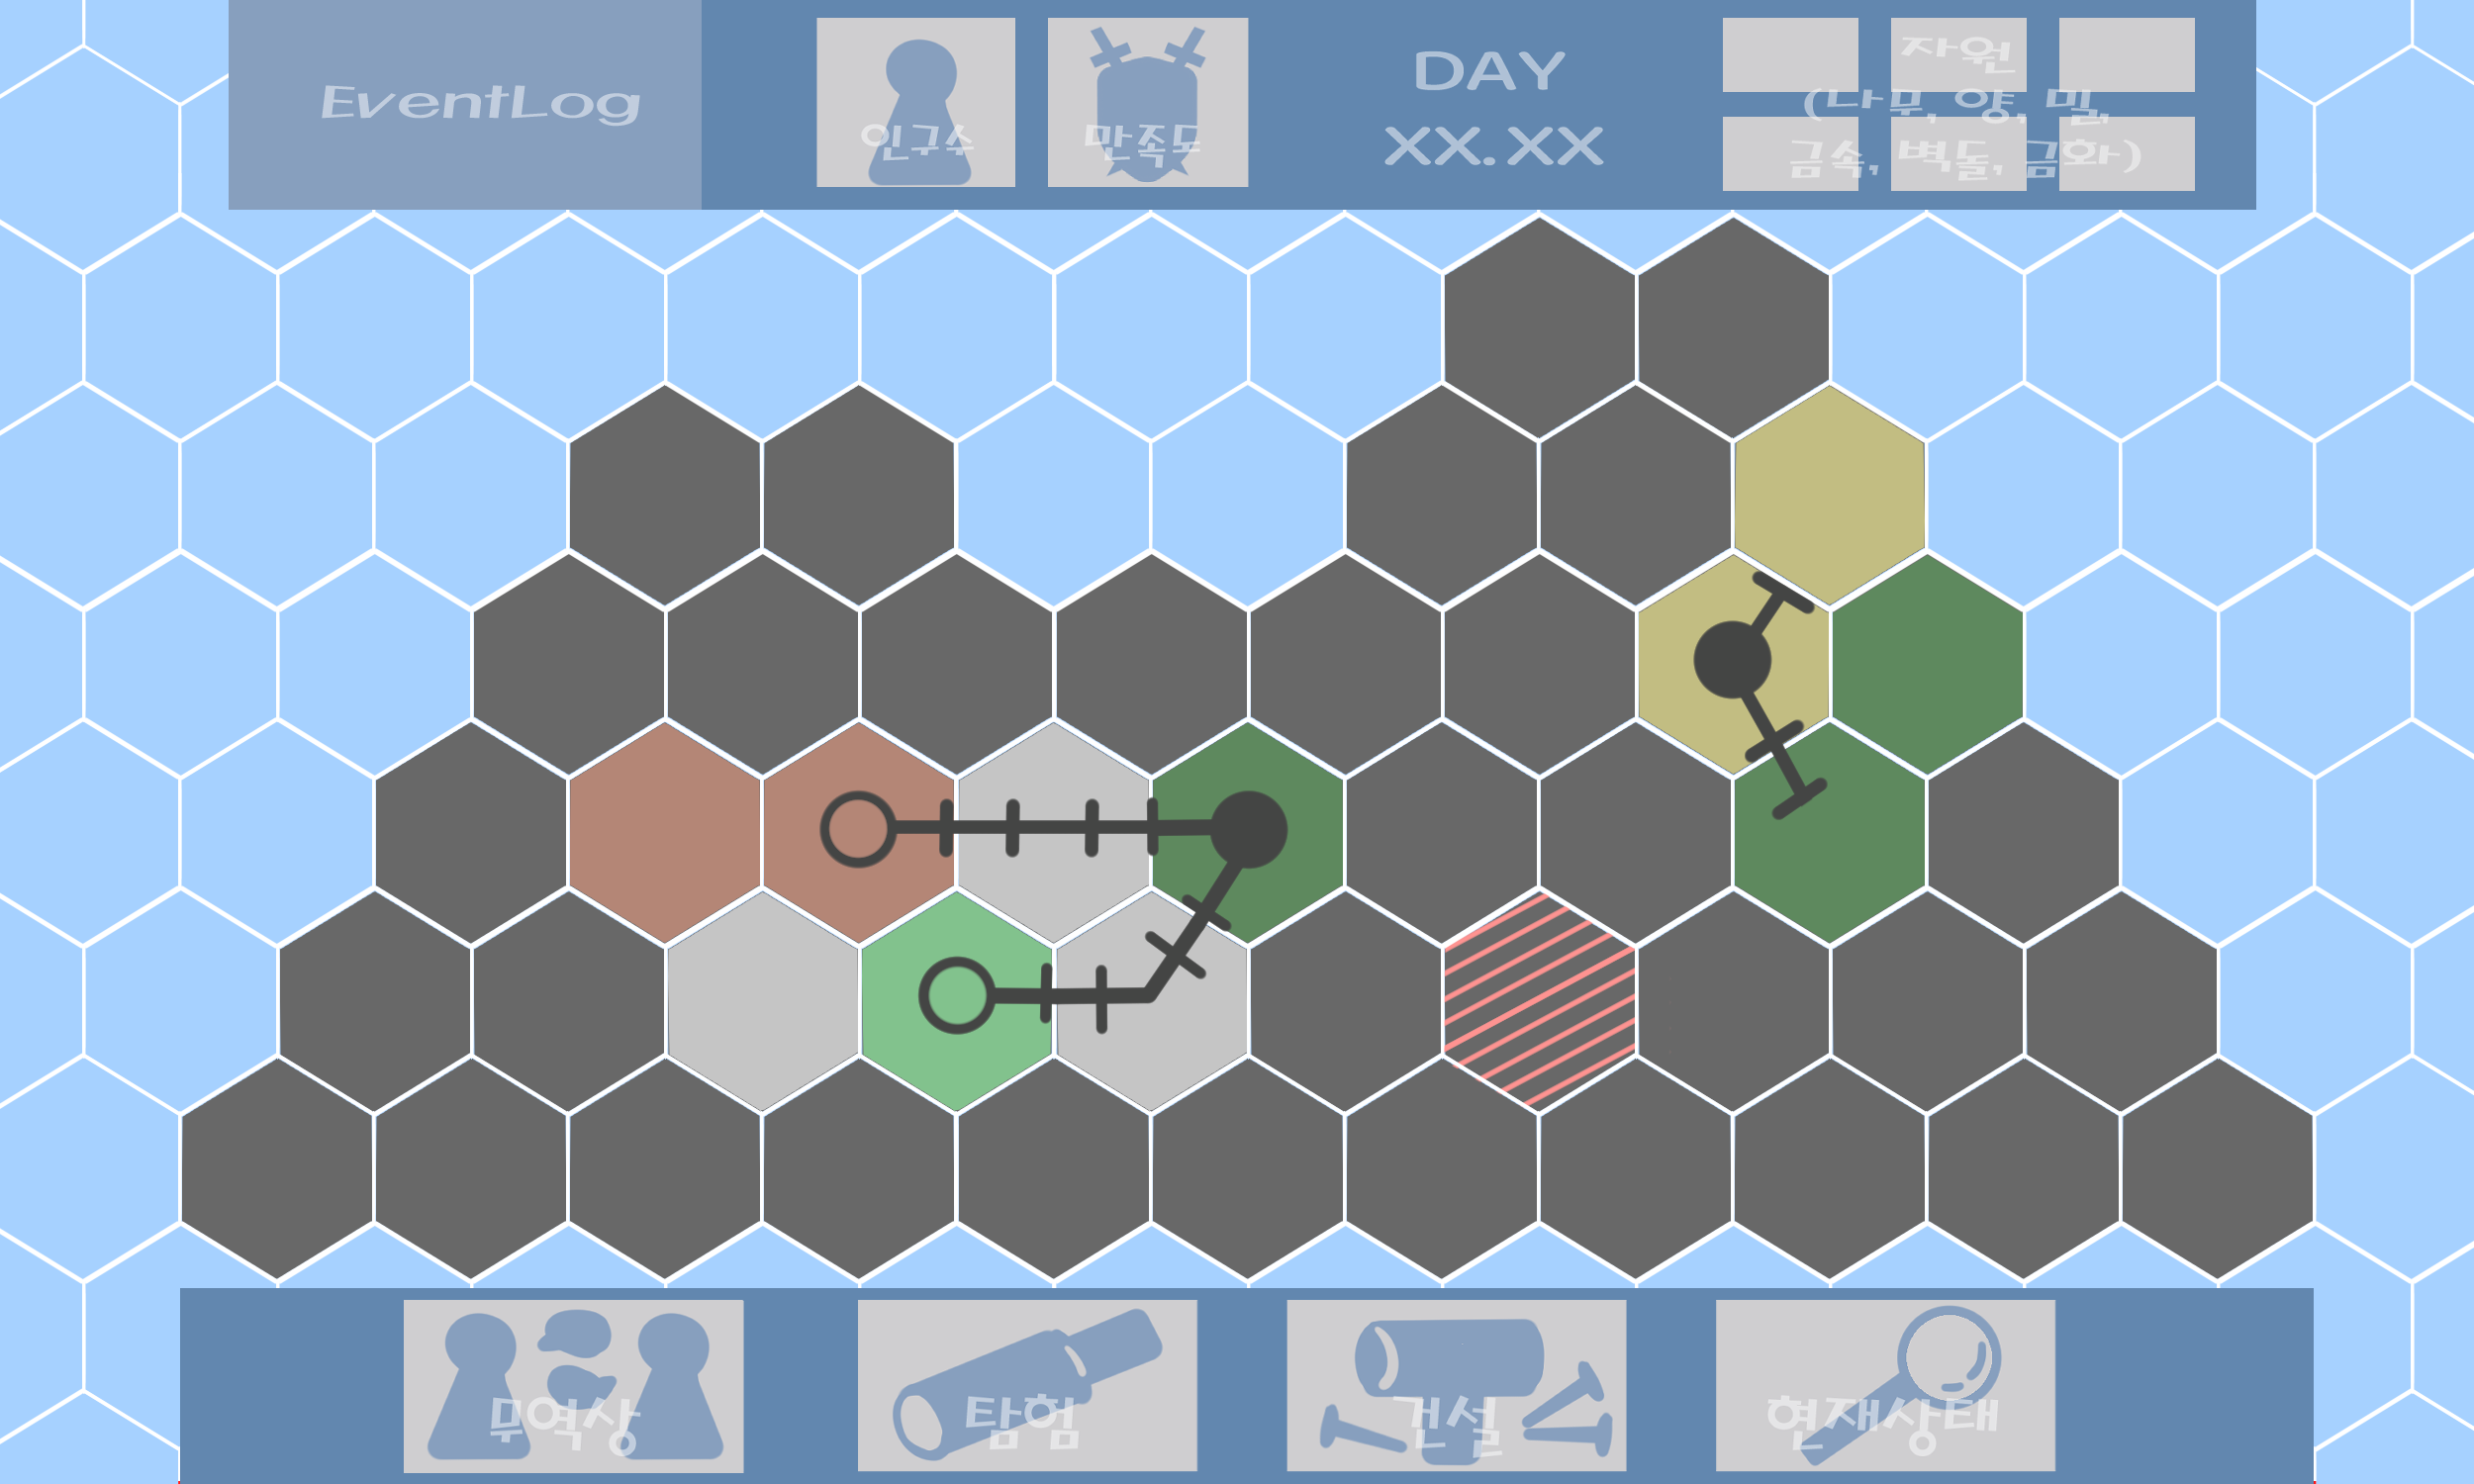 EventLog
인구
만족도
DAY
XX.XX
자원
(나무, 양, 밀,
금속, 벽돌, 금화)
무역상
탐험
건설
현재상태